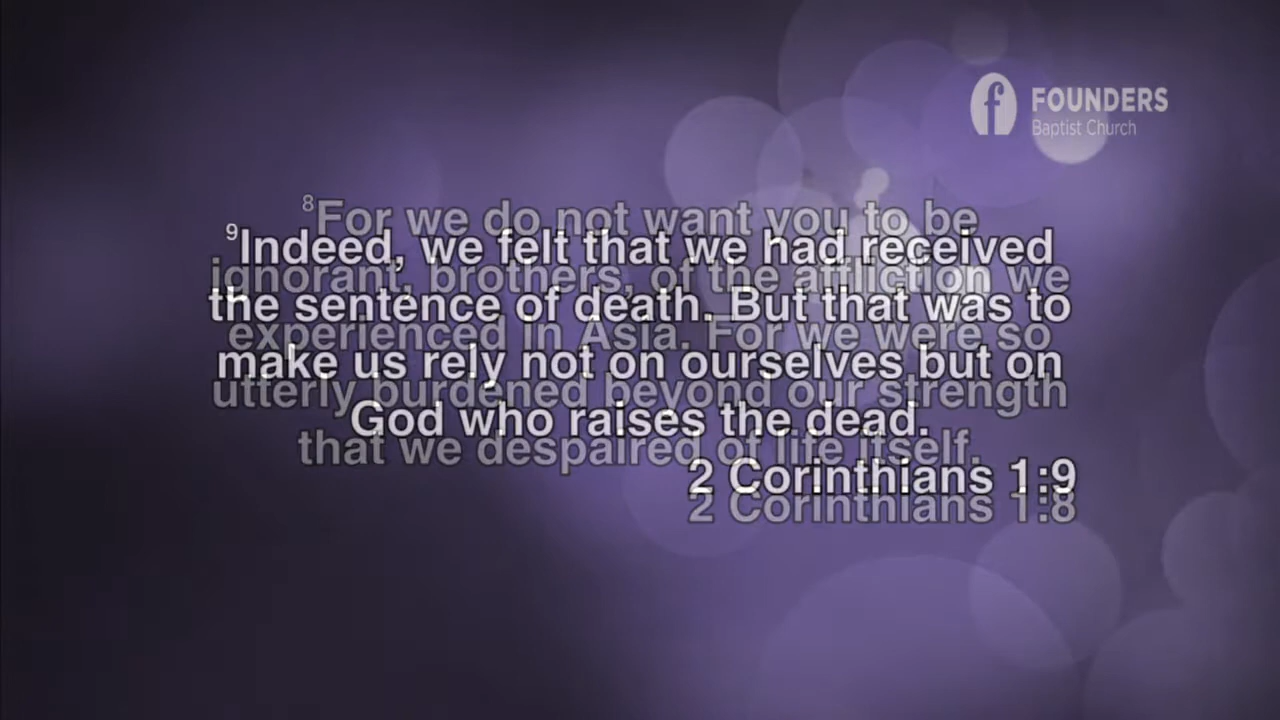 FOUNDERS
Baptist Church
⁸For we do not want you to be
ignorant, brothers, of the affliction we
experienced in Asia. For we were so
utterly burdened beyond our strength
that we despaired of life itself.
2 Corinthians 1:8
⁹Indeed, we felt that we had received
the sentence of death. But that was to
make us rely not on ourselves but on
God who raises the dead.
2 Corinthians 1:9